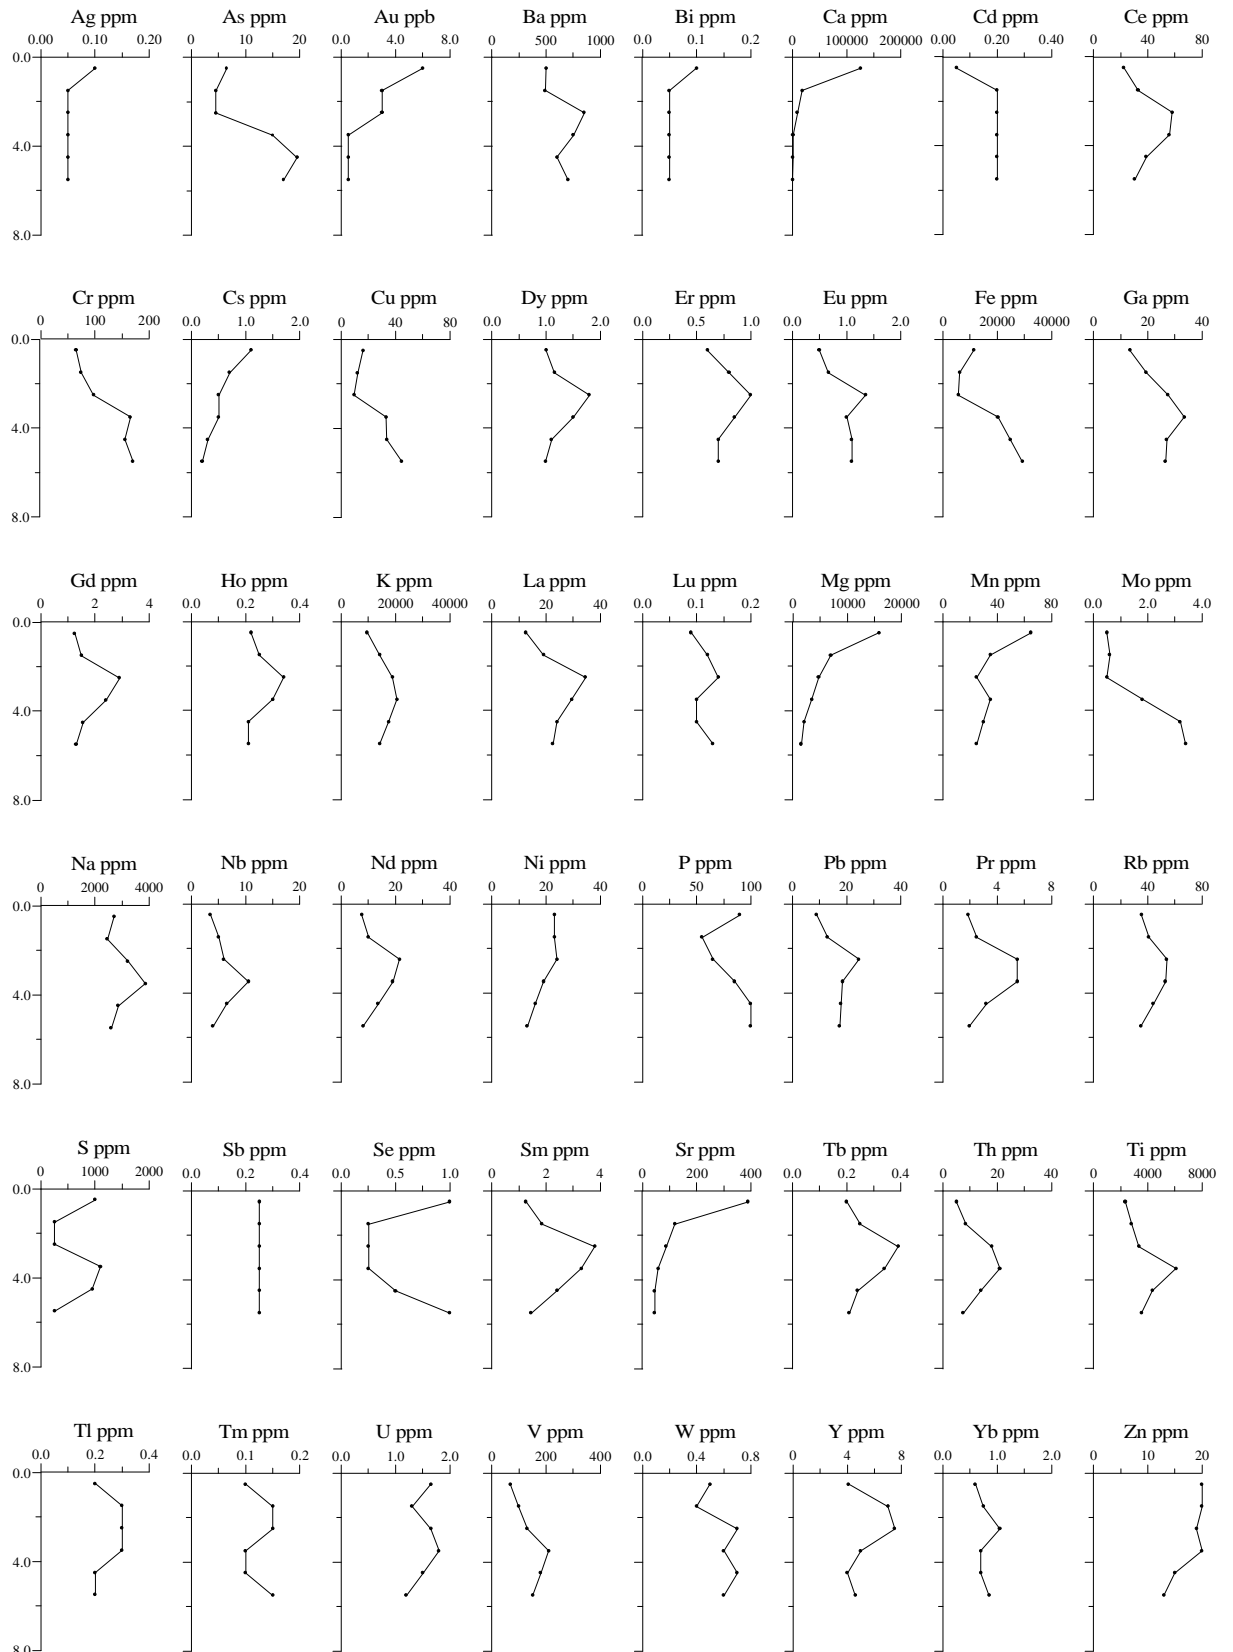 Ag ppm As ppm Au ppb Ba ppm Bi ppm Ca ppm Cd ppm Ce ppm
0.00 0.10 0.20 0 10 20 0.0 4.0 8.0 0 500 1000 0.0 0.1 0.2 0 100000 200000 0.00 0.20 0.40 0 40 80
0.0
4.0
8.0
Cr ppm Cs ppm Cu ppm Dy ppm Er ppm Eu ppm Fe ppm Ga ppm
0 100 200 0.0 1.0 2.0 0 40 80 0.0 1.0 2.0 0.0 0.5 1.0 0.0 1.0 2.0 0 20000 40000 0 20 40
0.0
4.0
8.0
Gd ppm Ho ppm K ppm La ppm Lu ppm Mg ppm Mn ppm Mo ppm
0 2 4 0.0 0.2 0.4 0 20000 40000 0 20 40 0.0 0.1 0.2 0 10000 20000 0 40 80 0.0 2.0 4.0
0.0
4.0
8.0
Na ppm Nb ppm Nd ppm Ni ppm P ppm Pb ppm Pr ppm Rb ppm
0 2000 4000 0 10 20 0 20 40 0 20 40 0 50 100 0 20 40 0 4 8 0 40 80
0.0
4.0
8.0
S ppm Sb ppm Se ppm Sm ppm Sr ppm Tb ppm Th ppm Ti ppm
0 1000 2000 0.0 0.2 0.4 0.0 0.5 1.0 0 2 4 0 200 400 0.0 0.2 0.4 0 20 40 0 4000 8000
0.0
4.0
8.0
Tl ppm Tm ppm U ppm V ppm W ppm Y ppm Yb ppm Zn ppm
0.0 0.2 0.4 0.0 0.1 0.2 0.0 1.0 2.0 0 200 400 0.0 0.4 0.8 0 4 8 0.0 1.0 2.0 0 10 20
0.0
4.0
8.0